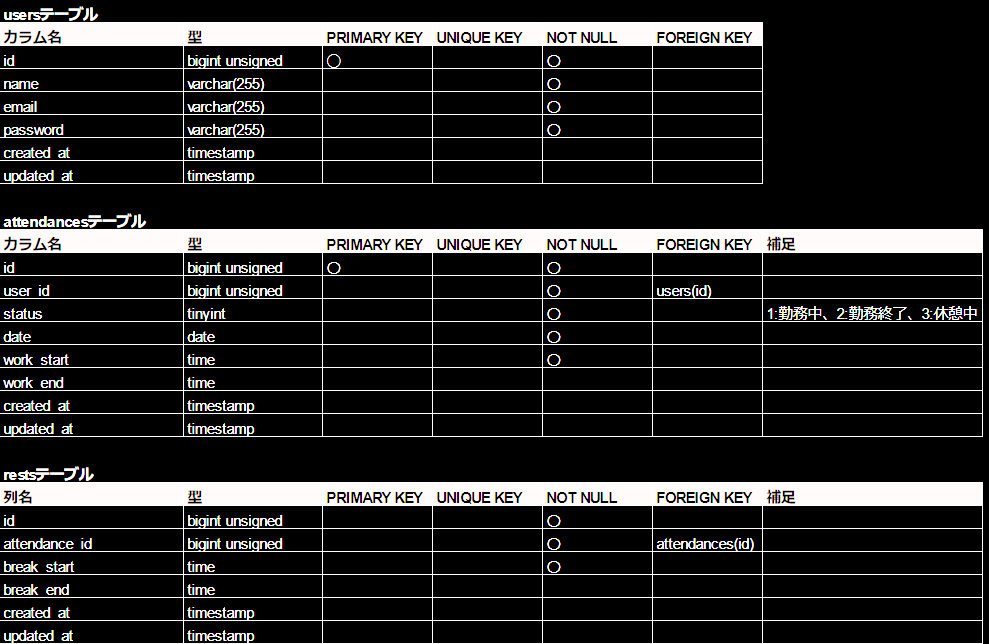 usersテーブル
カラム名 型 PRIMARY KEY UNIQUE KEY NOT NULL FOREIGN KEY
id bigint unsigned ○ ○
name varchar(255) ○
email varchar(255) ○
password varchar(255) ○
created_at timestamp
updated_at timestamp
attendancesテーブル
カラム名 型 PRIMARY KEY UNIQUE KEY NOT NULL FOREIGN KEY 補足
id bigint unsigned ○ ○
user_id bigint unsigned ○ users(id)
status tinyint ○ 1:勤務中、2:勤務終了、3:休憩中
date date ○
work_start time ○
work_end time
created_at timestamp
updated_at timestamp
restsテーブル
列名 型 PRIMARY KEY UNIQUE KEY NOT NULL FOREIGN KEY 補足
id bigint unsigned ○
attendance_id bigint unsigned ○ attendances(id)
break_start time ○
break_end time
created_at timestamp
updated_at timestamp